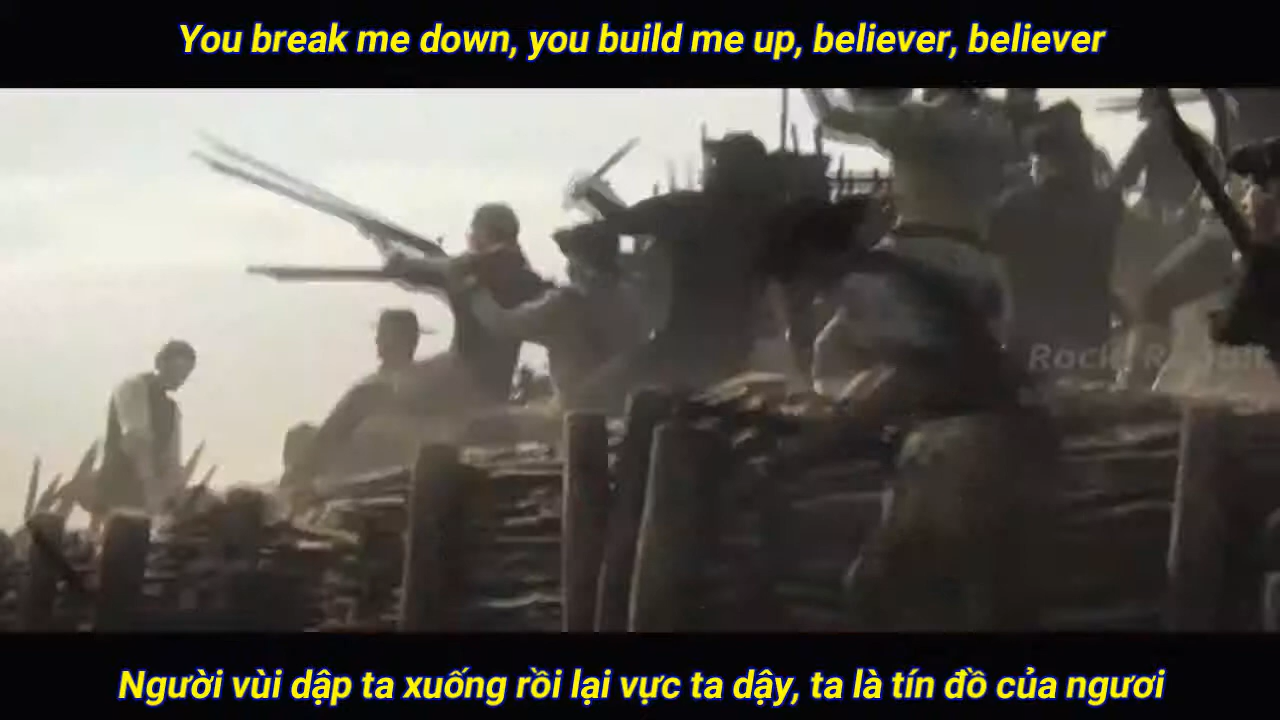 You break me down, you build me up, believer, believer
Người vùi dập ta xuống rồi lại vực ta dậy, ta là tín đồ của ngươi